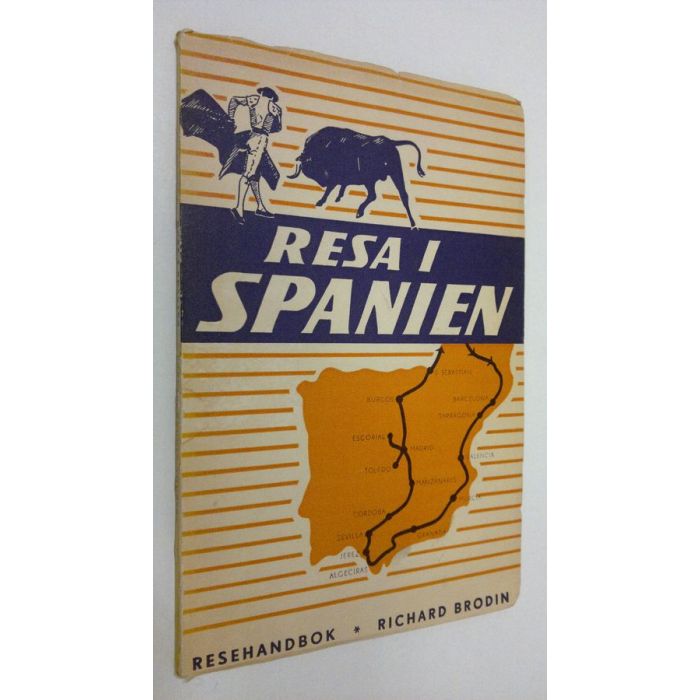 RESA I
SPANIEN
S. SEBASTIAN
BURGOS
BARCELONA
TARRAGONA
ESCORIAL
MADRID
VALENCIA
TOLEDO
MANZANARES
MURCIA
CORDOBA
SEVILLA
GRANADA
JEREZ
ALGECIRAS
RESEHANDBOK * RICHARD BRODIN